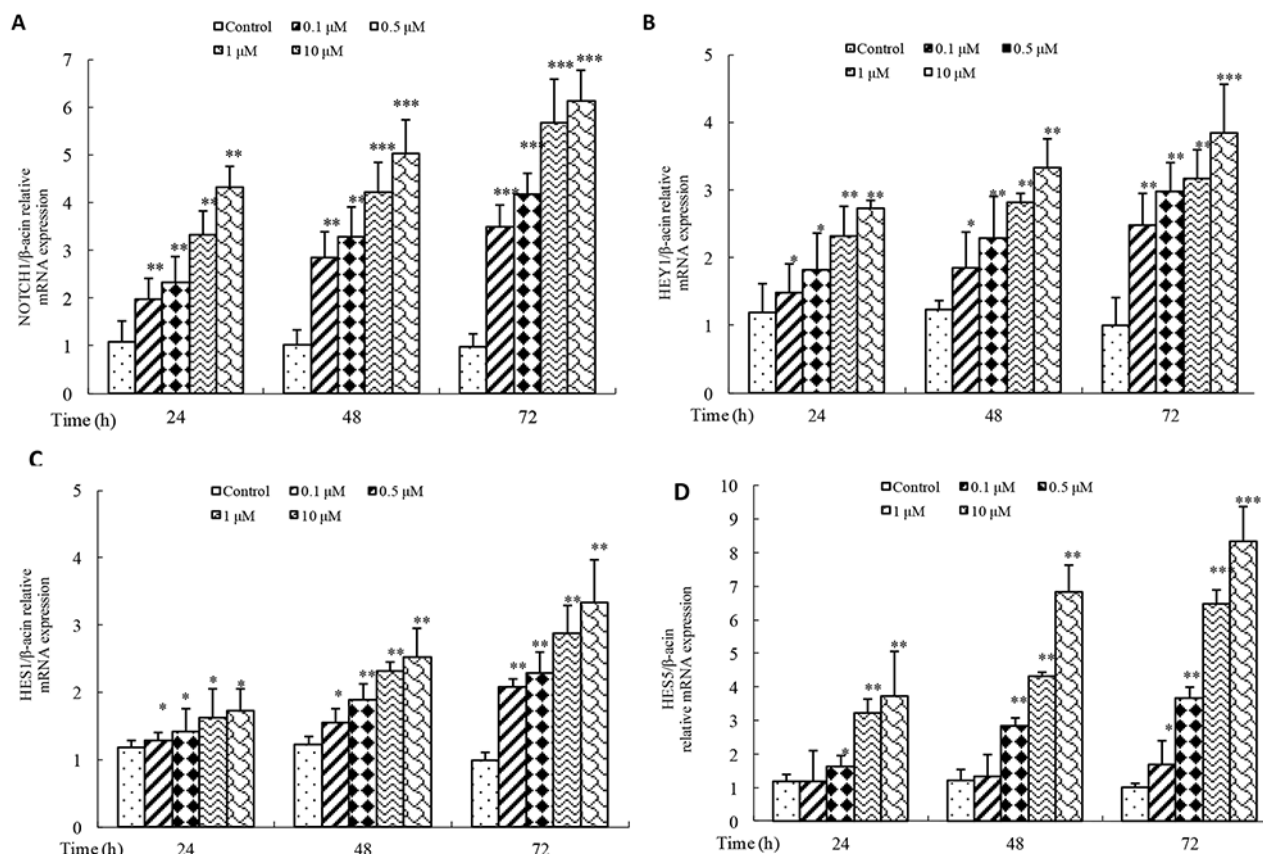 A
Control 0.1 μM 0.5 μM
1 μM 10 μM
NOTCH1/β-acin relative
mRNA expression
7
6
5
4
3
2
1
0
** ** ** **
** ** *** ***
*** *** *** ***
Time (h) 24 48 72
B
Control 0.1 μM 0.5 μM
1 μM 10 μM
HEY1/β-acin relative
mRNA expression
5
4
3
2
1
0
* * ** **
* ** ** **
** ** ** ***
Time (h) 24 48 72
C
Control 0.1 μM 0.5 μM
1 μM 10 μM
HES1/β-acin relative
mRNA expression
5
4
3
2
1
0
* * * *
* ** ** **
** ** ** **
Time (h) 24 48 72
D
Control 0.1 μM 0.5 μM
1 μM 10 μM
HES5/β-acin
relative mRNA expression
10
9
8
7
6
5
4
3
2
1
0
* ** **
** ** **
* ** *** ***
Time (h) 24 48 72